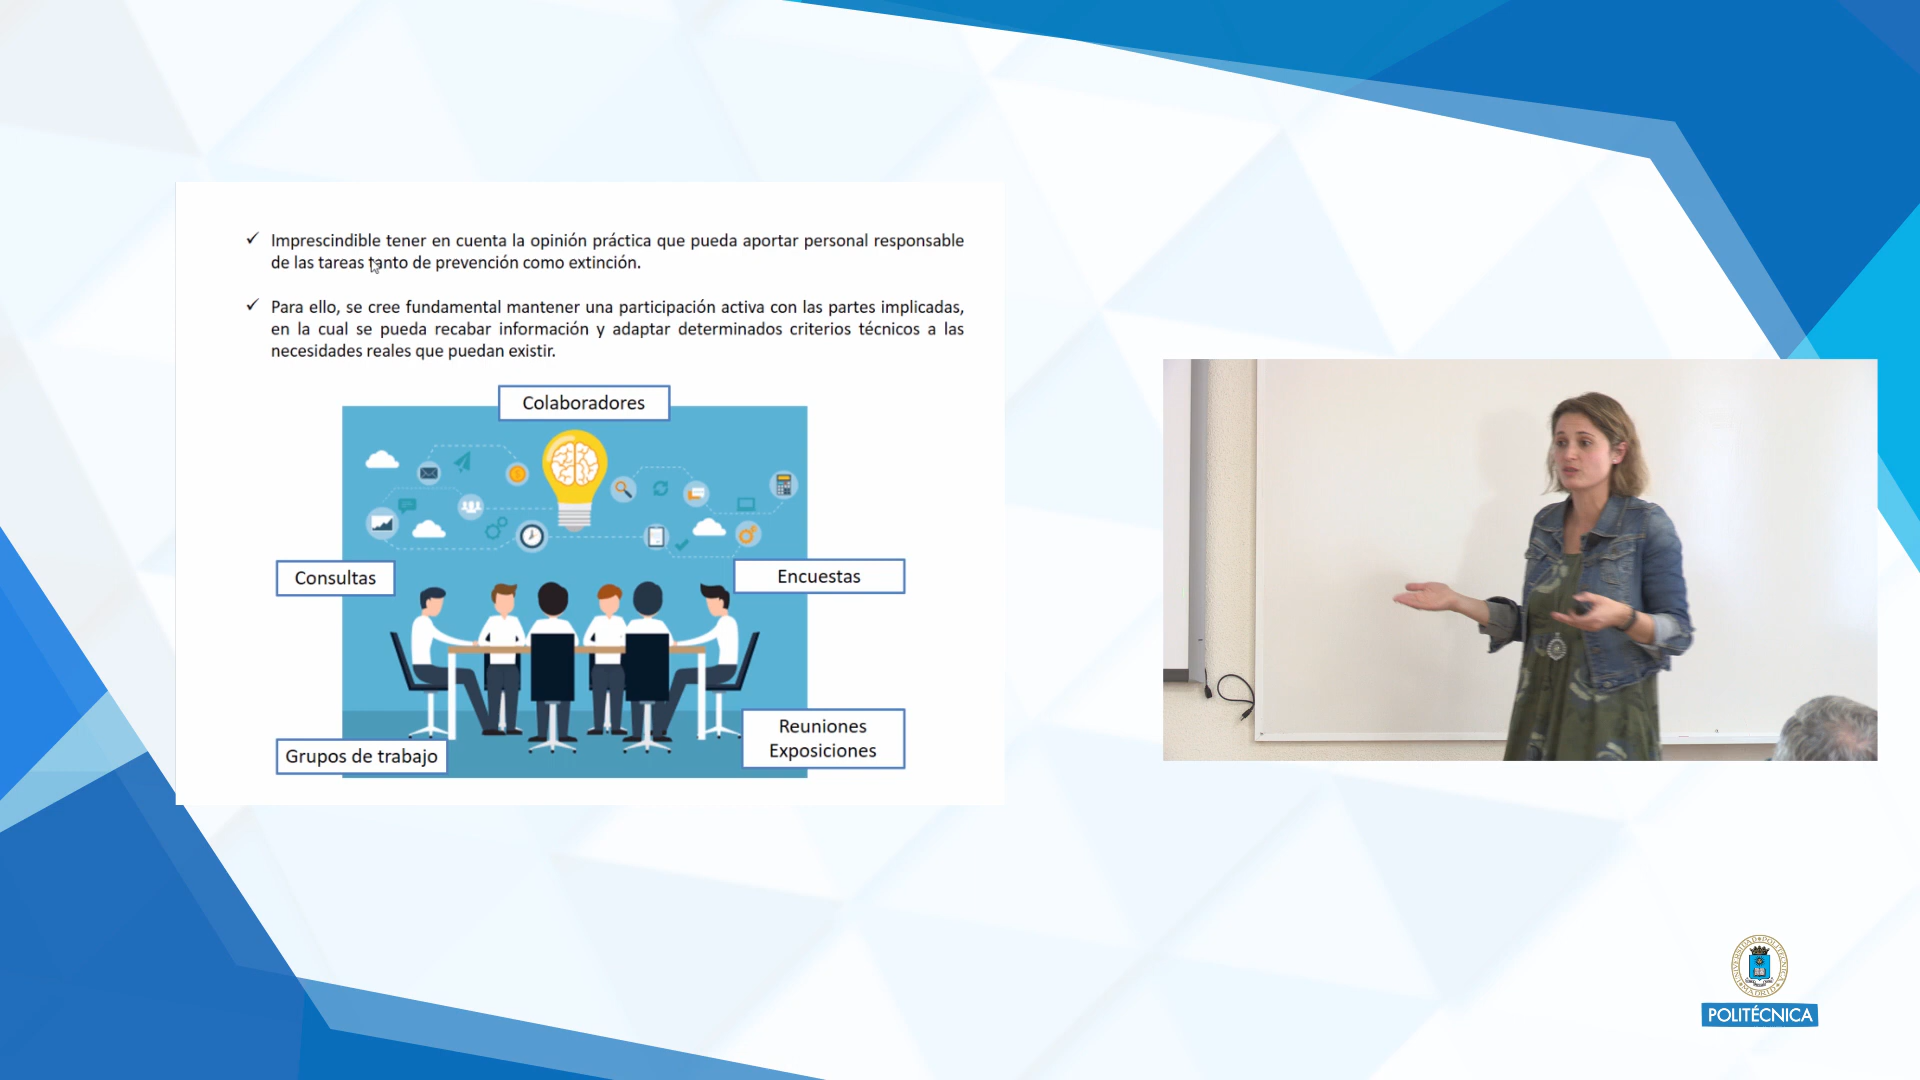 Imprescindible tener en cuenta la opinión práctica que pueda aportar personal responsable
de las tareas tanto de prevención como extinción.
Para ello, se cree fundamental mantener una participación activa con las partes implicadas,
en la cual se pueda recabar información y adaptar determinados criterios técnicos a las
necesidades reales que puedan existir.
Colaboradores
Consultas
Encuestas
Grupos de trabajo
Reuniones
Exposiciones
UNIVERSIDAD POLITÉCNICA
MADRID
POLITÉCNICA